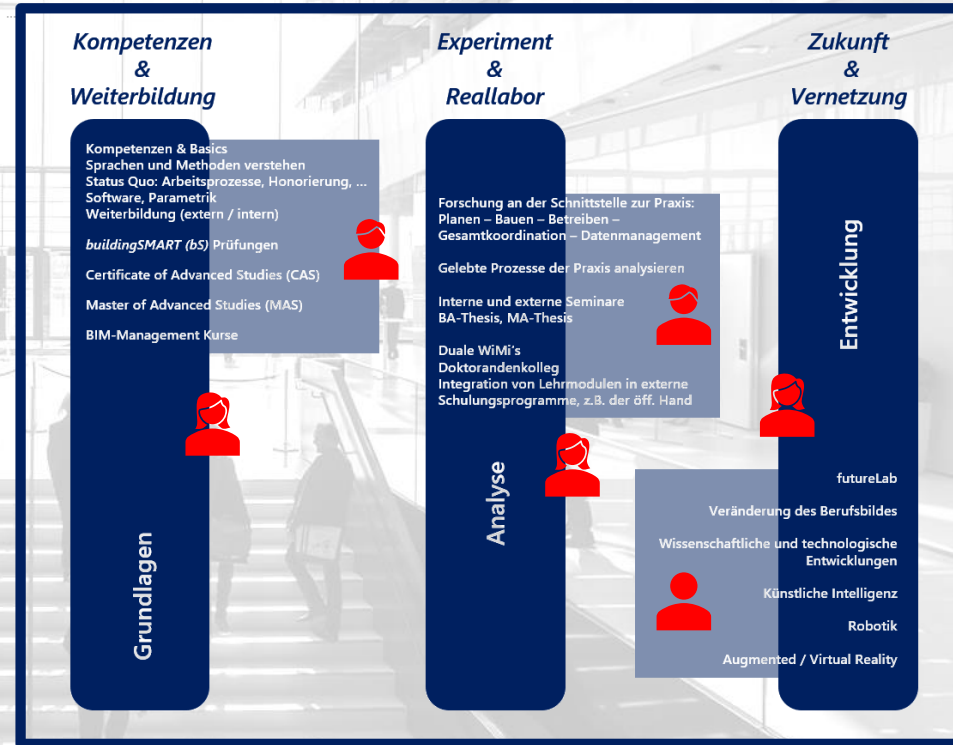 Kompetenzen
&
Weiterbildung
Kompetenzen & Basics
Sprachen und Methoden verstehen
Status Quo: Arbeitsprozesse, Honorierung, ...
Software, Parametrik
Weiterbildung (extern / intern)
buildingSMART (bS) Prüfungen
Certificate of Advanced Studies (CAS)
Master of Advanced Studies (MAS)
BIM-Management Kurse
Grundlagen
Experiment
&
Reallabor
Forschung an der Schnittstelle zur Praxis:
Planen – Bauen – Betreiben –
Gesamtkoordination – Datenmanagement
Gelebte Prozesse der Praxis analysieren
Interne und externe Seminare
BA-Thesis, MA-Thesis
Duale WiMi's
Doktorandenkolleg
Integration von Lehrmodulen in externe
Schulungsprogramme, z.B. der öff. Hand
Analyse
Zukunft
&
Vernetzung
Entwicklung
futureLab
Veränderung des Berufsbildes
Wissenschaftliche und technologische
Entwicklungen
Künstliche Intelligenz
Robotik
Augmented / Virtual Reality